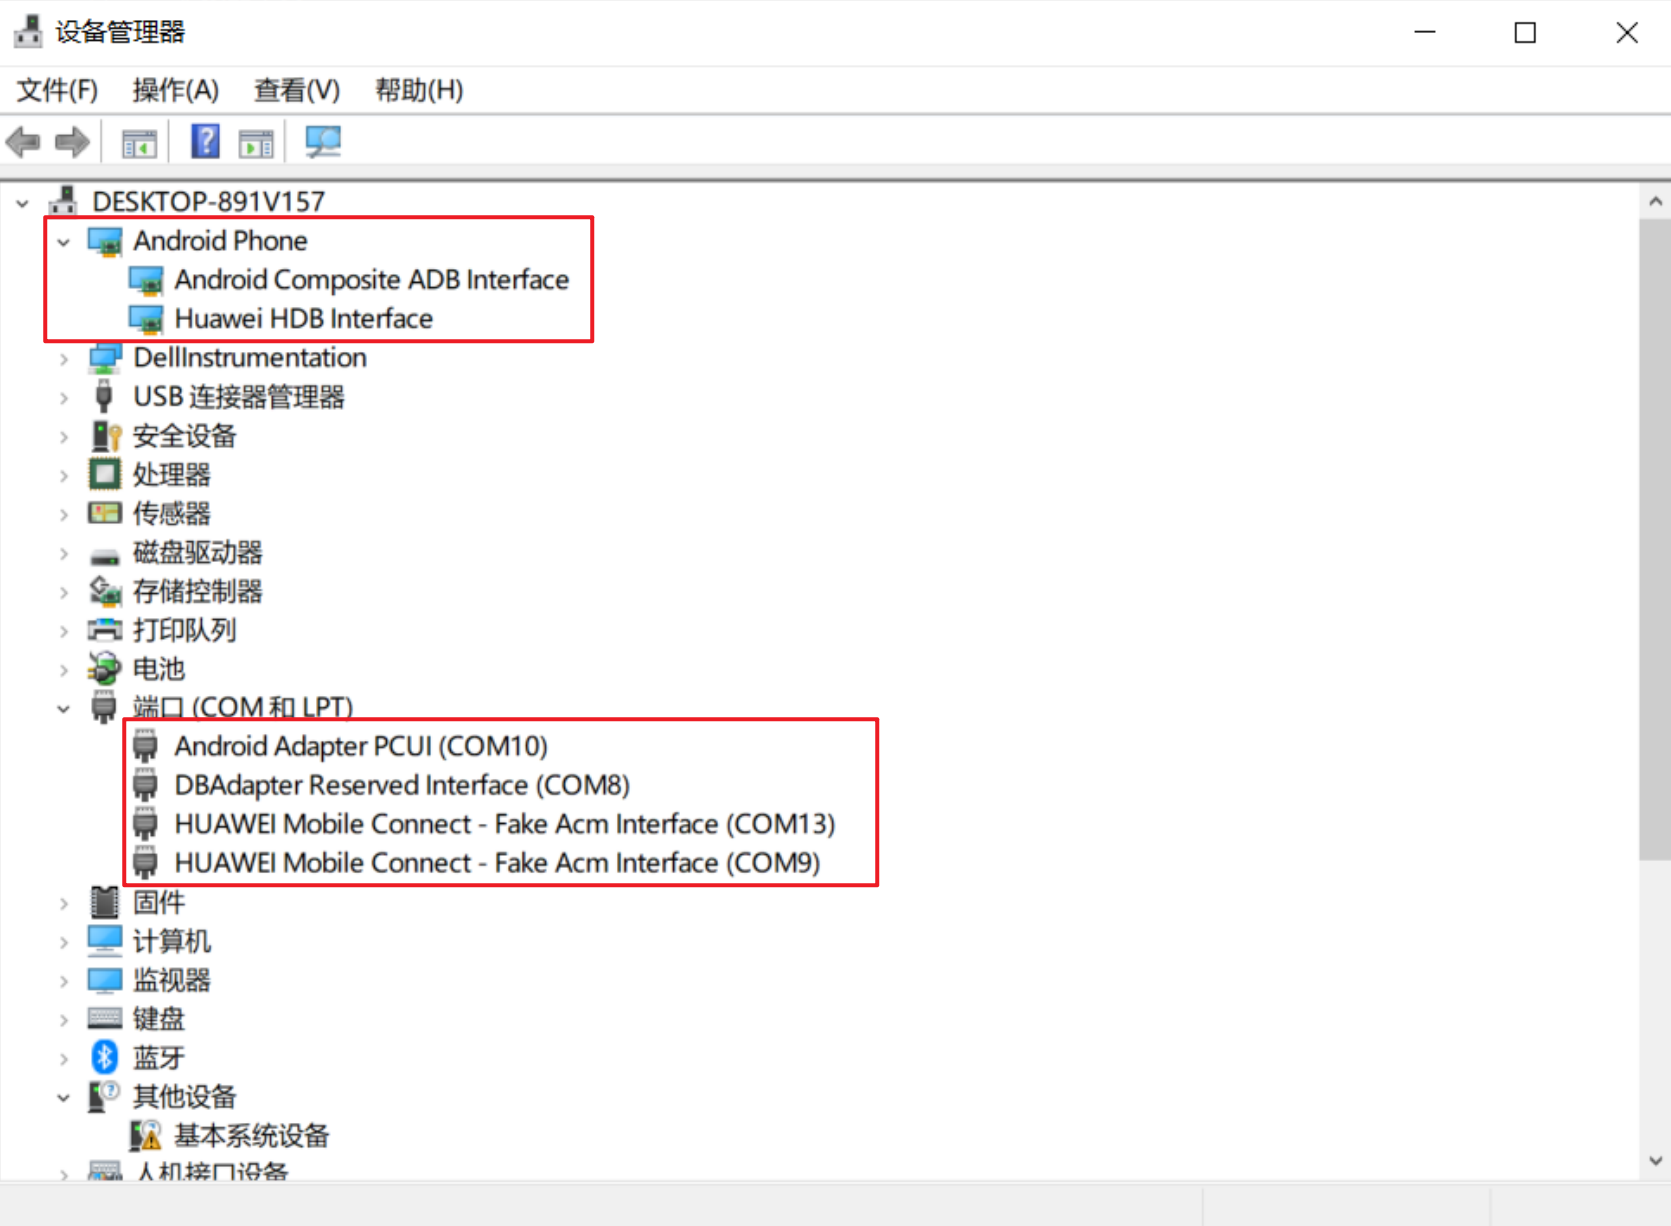 设备管理器
文件(F) 操作(A) 查看(V) 帮助(H)
DESKTOP-891V157
Android Phone
Android Composite ADB Interface
Huawei HDB Interface
DellInstrumentation
USB 连接器管理器
安全设备
处理器
传感器
磁盘驱动器
存储控制器
打印队列
电池
端口 (COM 和 LPT)
Android Adapter PCUI (COM10)
DBAdapter Reserved Interface (COM8)
HUAWEI Mobile Connect - Fake Acm Interface (COM13)
HUAWEI Mobile Connect - Fake Acm Interface (COM9)
固件
计算机
监视器
键盘
蓝牙
其他设备
基本系统设备
人机接口设备